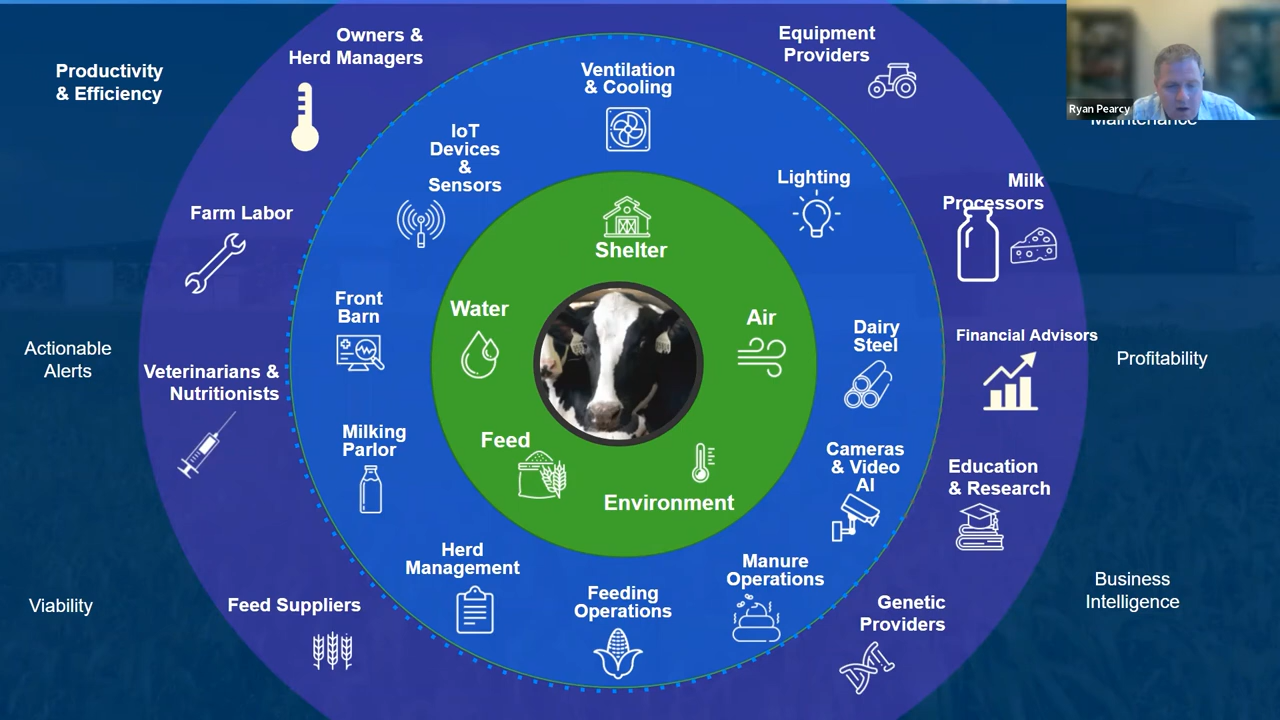 Productivity
& Efficiency
Owners &
Herd Managers
Equipment
Providers
Ryan Pearcy
Maintenance
Ventilation
& Cooling
IoT
Devices
&
Sensors
Lighting
Milk
Processors
Farm Labor
Shelter
Front
Barn
Water
Air
Dairy
Steel
Financial Advisors
Actionable
Alerts
Profitability
Veterinarians &
Nutritionists
Milking
Parlor
Feed
Environment
Cameras
& Video
AI
Education
& Research
Herd
Management
Feeding
Operations
Manure
Operations
Genetic
Providers
Business
Intelligence
Viability
Feed Suppliers